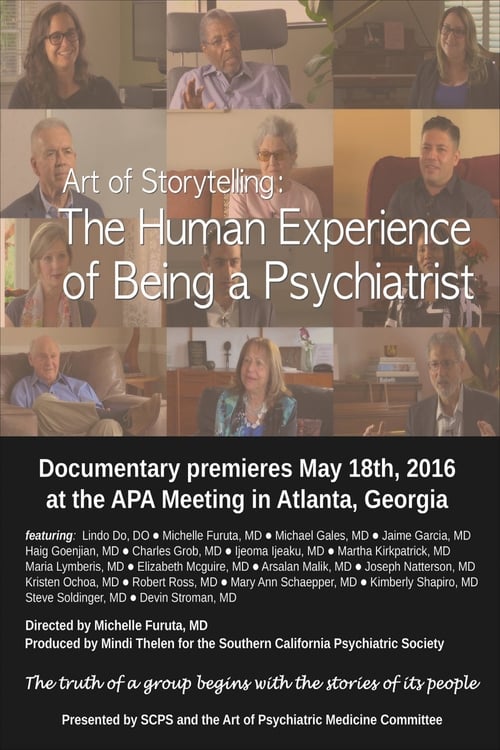 Art of Storytelling:
The Human Experience
of Being a Psychiatrist
Documentary premieres May 18th, 2016
at the APA Meeting in Atlanta, Georgia
featuring: Lindo Do, DO ● Michelle Furuta, MD ● Michael Gales, MD ● Jaime Garcia, MD
Haig Goenjian, MD ● Charles Grob, MD ● Ijeoma Ijeaku, MD ● Martha Kirkpatrick, MD
Maria Lymberis, MD ● Elizabeth Mcguire, MD ● Arsalan Malik, MD ● Joseph Natterson, MD
Kristen Ochoa, MD ● Robert Ross, MD ● Mary Ann Schaepper, MD ● Kimberly Shapiro, MD
Steve Soldinger, MD ● Devin Stroman, MD
Directed by Michelle Furuta, MD
Produced by Mindi Thelen for the Southern California Psychiatric Society
The truth of a group begins with the stories of its people
Presented by SCPS and the Art of Psychiatric Medicine Committee